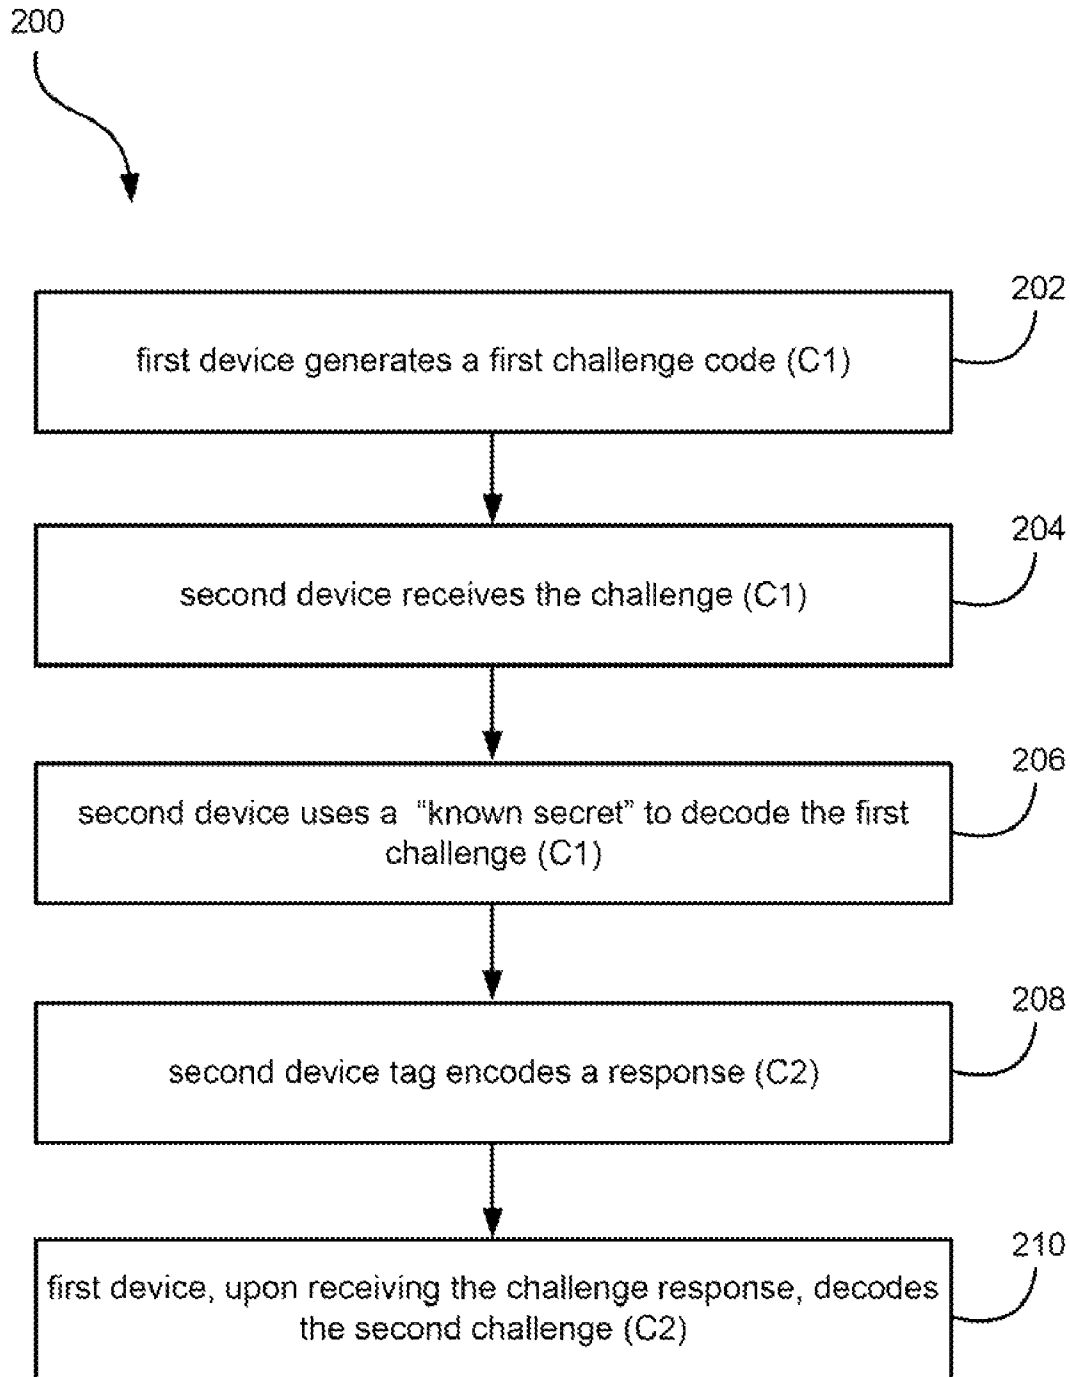 200
202
first device generates a first challenge code (C1)
204
second device receives the challenge (C1)
206
second device uses a “known secret” to decode the first
challenge (C1)
208
second device tag encodes a response (C2)
210
first device, upon receiving the challenge response, decodes
the second challenge (C2)